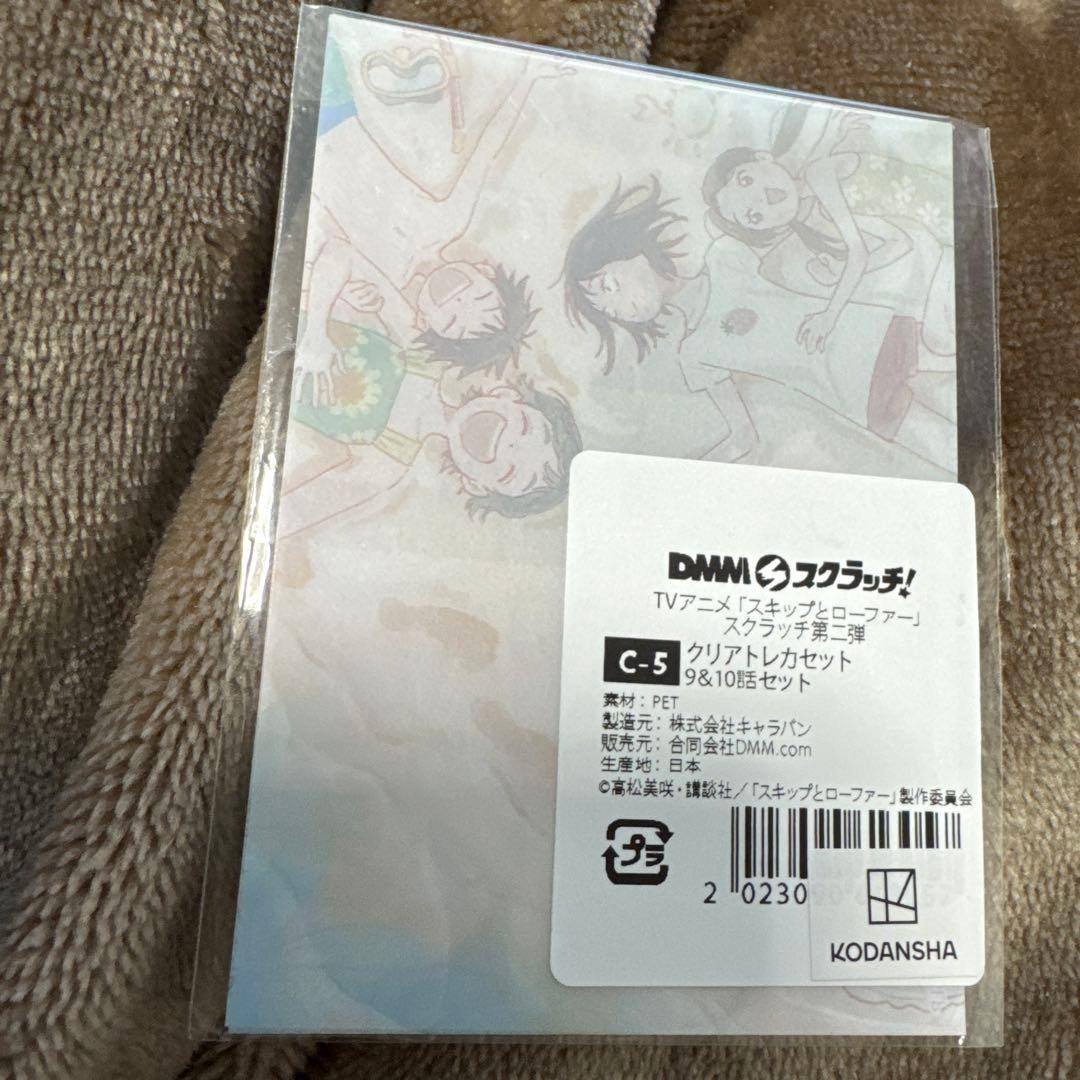 DMM スクラッチ!
TVアニメ「スキップとローファー」
スクラッチ第二弾
C-5
クリアトレカセット
9&10話セット
素材：PET
製造元：株式会社キャラバン
販売元：合同会社DMM.com
生産地：日本
©高松美咲・講談社／「スキップとローファー」製作委員会
プラ
2 0230
KODANSHA